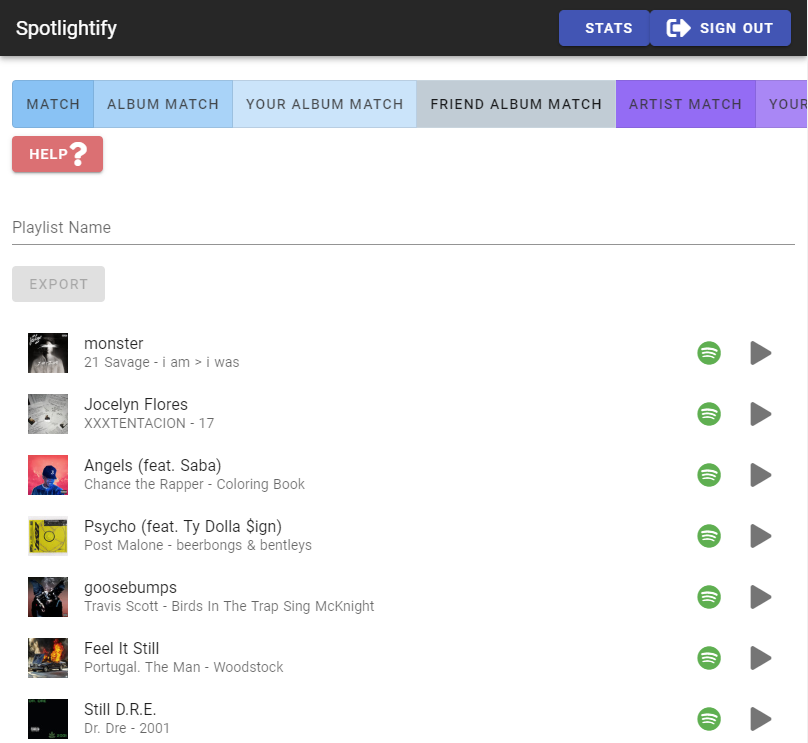 Spotlightify
STATS
SIGN OUT
MATCH
ALBUM MATCH
YOUR ALBUM MATCH
FRIEND ALBUM MATCH
ARTIST MATCH
YOUR
HELP?
Playlist Name
EXPORT
monster
21 Savage - i am > i was
Jocelyn Flores
XXXTENTACION - 17
Angels (feat. Saba)
Chance the Rapper - Coloring Book
Psycho (feat. Ty Dolla $ign)
Post Malone - beerbongs & bentleys
goosebumps
Travis Scott - Birds In The Trap Sing McKnight
Feel It Still
Portugal. The Man - Woodstock
Still D.R.E.
Dr. Dre - 2001